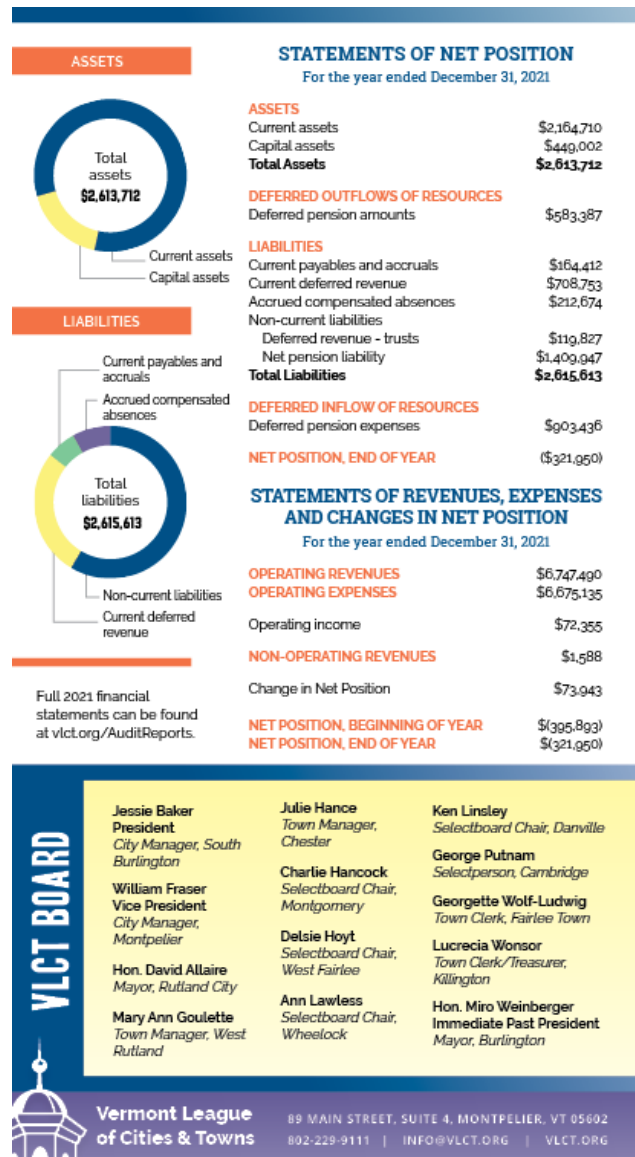 ASSETS
Total
assets
$2,613,712
Current assets
Capital assets
LIABILITIES
Current payables and
accruals
Accrued compensated
absences
Total
liabilities
$2,615,613
Non-current liabilities
Current deferred
revenue
Full 2021 financial
statements can be found
at vlct.org/AuditReports.
STATEMENTS OF NET POSITION
For the year ended December 31, 2021
ASSETS
Current assets $2,164,710
Capital assets $449,002
Total Assets $2,613,712
DEFERRED OUTFLOWS OF RESOURCES
Deferred pension amounts $583,387
LIABILITIES
Current payables and accruals $164,412
Current deferred revenue $708,753
Accrued compensated absences $212,674
Non-current liabilities
Deferred revenue - trusts $119,827
Net pension liability $1,409,947
Total Liabilities $2,615,613
DEFERRED INFLOW OF RESOURCES
Deferred pension expenses $903,436
NET POSITION, END OF YEAR ($321,950)
STATEMENTS OF REVENUES, EXPENSES
AND CHANGES IN NET POSITION
For the year ended December 31, 2021
OPERATING REVENUES $6,747,490
OPERATING EXPENSES $6,675,135
Operating income $72,355
NON-OPERATING REVENUES $1,588
Change in Net Position $73,943
NET POSITION, BEGINNING OF YEAR $(395,893)
NET POSITION, END OF YEAR $(321,950)
VLCT BOARD
Jessie Baker
President
City Manager, South
Burlington
William Fraser
Vice President
City Manager,
Montpelier
Hon. David Allaire
Mayor, Rutland City
Mary Ann Goulette
Town Manager, West
Rutland
Julie Hance
Town Manager,
Chester
Charlie Hancock
Selectboard Chair,
Montgomery
Delsie Hoyt
Selectboard Chair,
West Fairlee
Ann Lawless
Selectboard Chair,
Wheelock
Ken Linsley
Selectboard Chair, Danville
George Putnam
Selectperson, Cambridge
Georgette Wolf-Ludwig
Town Clerk, Fairlee Town
Lucrecia Wonsor
Town Clerk/Treasurer,
Killington
Hon. Miro Weinberger
Immediate Past President
Mayor, Burlington
Vermont League
of Cities & Towns
89 MAIN STREET, SUITE 4, MONTPELIER, VT 05602
802-229-9111 | INFO@VLCT.ORG | VLCT.ORG